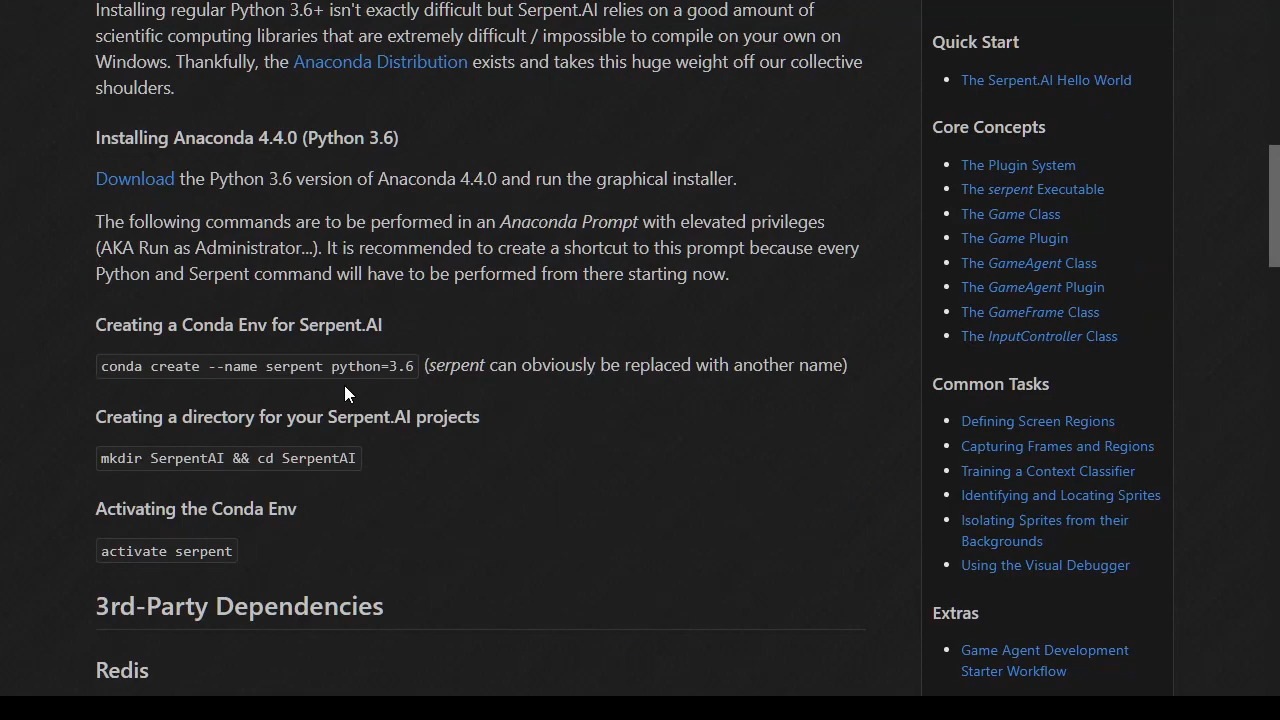 Installing regular Python 3.6+ isn't exactly difficult but Serpent.AI relies on a good amount of
scientific computing libraries that are extremely difficult / impossible to compile on your own on
Windows. Thankfully, the Anaconda Distribution exists and takes this huge weight off our collective
shoulders.
Installing Anaconda 4.4.0 (Python 3.6)
Download the Python 3.6 version of Anaconda 4.4.0 and run the graphical installer.
The following commands are to be performed in an Anaconda Prompt with elevated privileges
(AKA Run as Administrator...). It is recommended to create a shortcut to this prompt because every
Python and Serpent command will have to be performed from there starting now.
Creating a Conda Env for Serpent.AI
conda create --name serpent python=3.6 (serpent can obviously be replaced with another name)
Creating a directory for your Serpent.AI projects
mkdir SerpentAI && cd SerpentAI
Activating the Conda Env
activate serpent
3rd-Party Dependencies
Redis
Quick Start
The Serpent.AI Hello World
Core Concepts
The Plugin System
The serpent Executable
The Game Class
The Game Plugin
The GameAgent Class
The GameAgent Plugin
The GameFrame Class
The InputController Class
Common Tasks
Defining Screen Regions
Capturing Frames and Regions
Training a Context Classifier
Identifying and Locating Sprites
Isolating Sprites from their
Backgrounds
Using the Visual Debugger
Extras
Game Agent Development
Starter Workflow